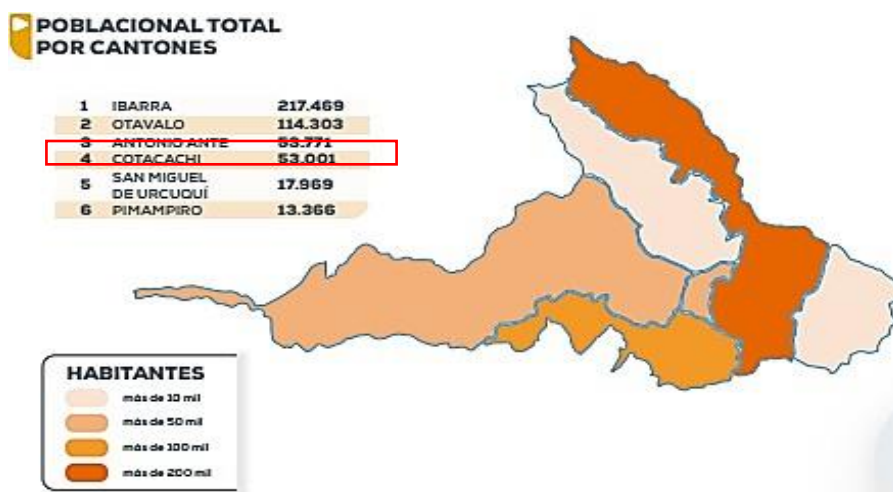 POBLACIONAL TOTAL
POR CANTONES
1 IBARRA 217.469
2 OTAVALO 114.303
3 ANTONIO ANTE 53.771
4 COTACACHI 53.001
5 SAN MIGUEL DE URCUQUÍ 17.969
6 PIMAMPIRO 13.366
HABITANTES
más de 10 mil
más de 50 mil
más de 100 mil
más de 200 mil